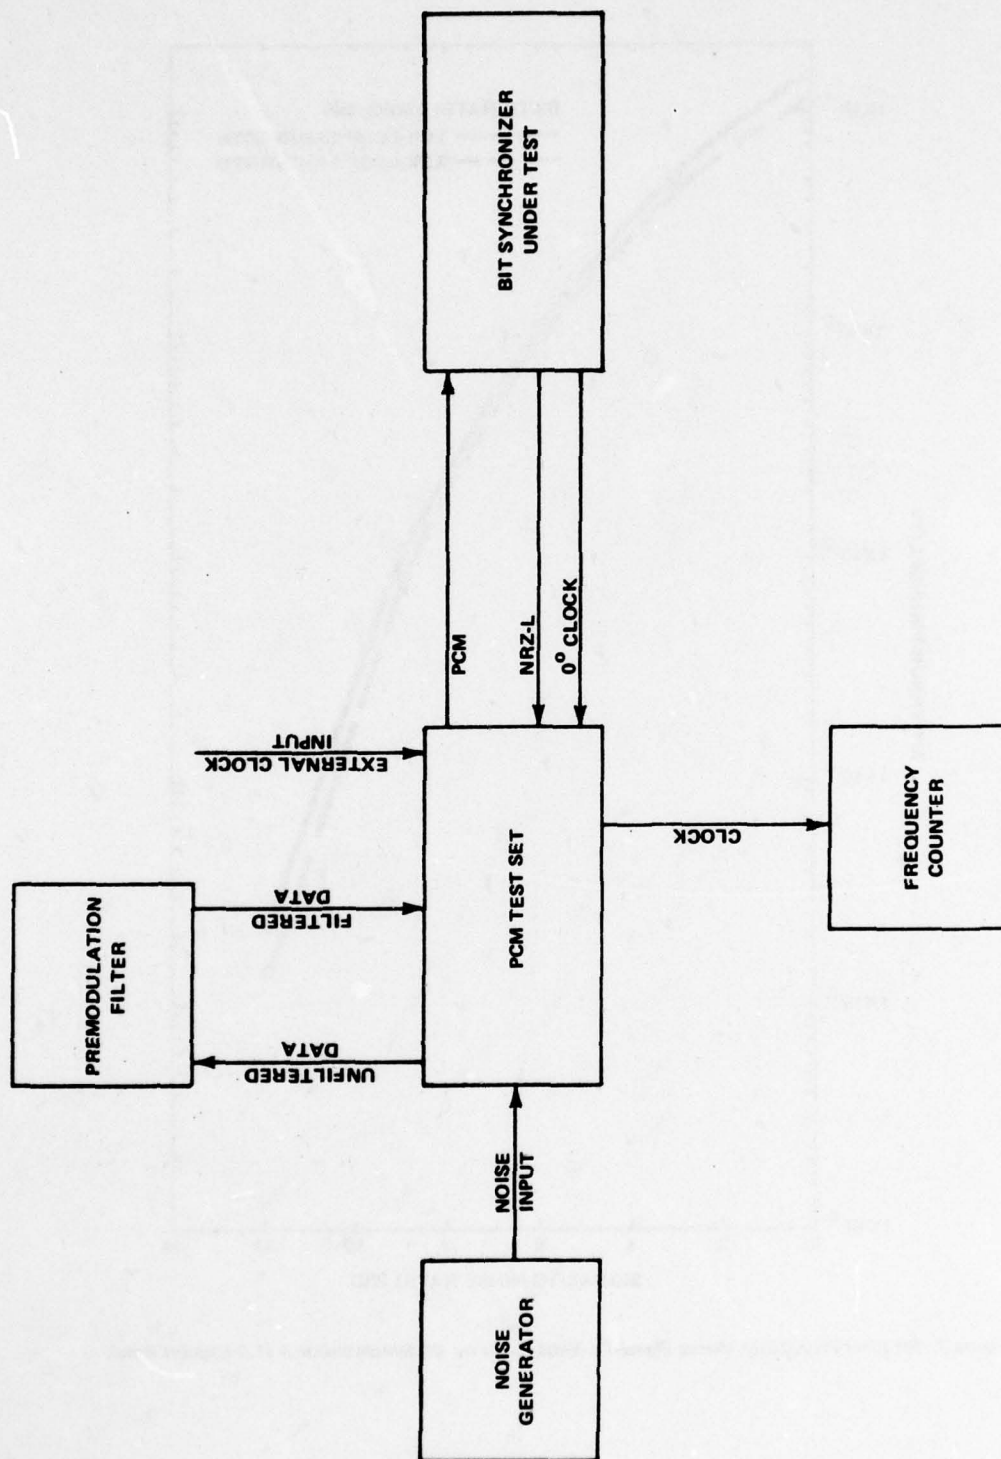 PREMODULATION
FILTER
UNFILTERED
DATA
FILTERED
DATA
EXTERNAL CLOCK
INPUT
NOISE
GENERATOR
NOISE
INPUT
PCM TEST SET
PCM
NRZ-L
0° CLOCK
BIT SYNCHRONIZER
UNDER TEST
CLOCK
FREQUENCY
COUNTER